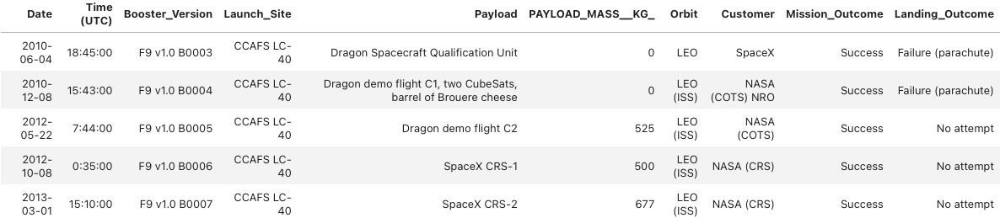 Date Time (UTC) Booster_Version Launch_Site Payload PAYLOAD_MASS__KG_ Orbit Customer Mission_Outcome Landing_Outcome
2010-06-04 18:45:00 F9 v1.0 B0003 CCAFS LC-40 Dragon Spacecraft Qualification Unit 0 LEO SpaceX Success Failure (parachute)
2010-12-08 15:43:00 F9 v1.0 B0004 CCAFS LC-40 Dragon demo flight C1, two CubeSats, barrel of Brouere cheese 0 LEO (ISS) NASA (COTS) NRO Success Failure (parachute)
2012-05-22 7:44:00 F9 v1.0 B0005 CCAFS LC-40 Dragon demo flight C2 525 LEO (ISS) NASA (COTS) Success No attempt
2012-10-08 0:35:00 F9 v1.0 B0006 CCAFS LC-40 SpaceX CRS-1 500 LEO (ISS) NASA (CRS) Success No attempt
2013-03-01 15:10:00 F9 v1.0 B0007 CCAFS LC-40 SpaceX CRS-2 677 LEO (ISS) NASA (CRS) Success No attempt